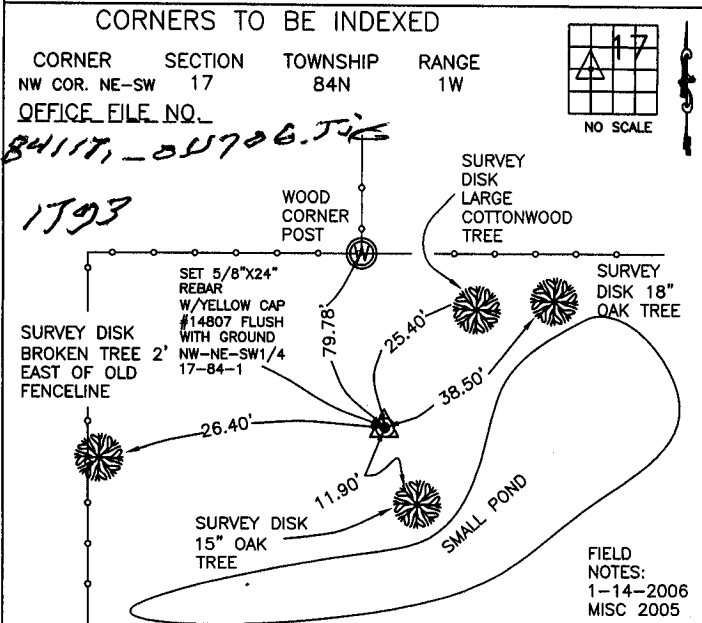 CORNERS TO BE INDEXED
CORNER SECTION TOWNSHIP RANGE
NW COR. NE-SW 17 84N 1W
OFFICE FILE NO.
17
NO SCALE
WOOD
CORNER
POST
W
SURVEY
DISK
LARGE
COTTONWOOD
TREE
SURVEY
DISK 18"
OAK TREE
SET 5/8"X24"
REBAR
W/YELLOW CAP
#14807 FLUSH
WITH GROUND
NW-NE-SW1/4
17-84-1
SURVEY DISK
BROKEN TREE 2'
EAST OF OLD
FENCELINE
79.78'
25.40'
38.50'
26.40'
11.90'
SURVEY DISK
15" OAK
TREE
SMALL POND
FIELD
NOTES:
1-14-2006
MISC 2005